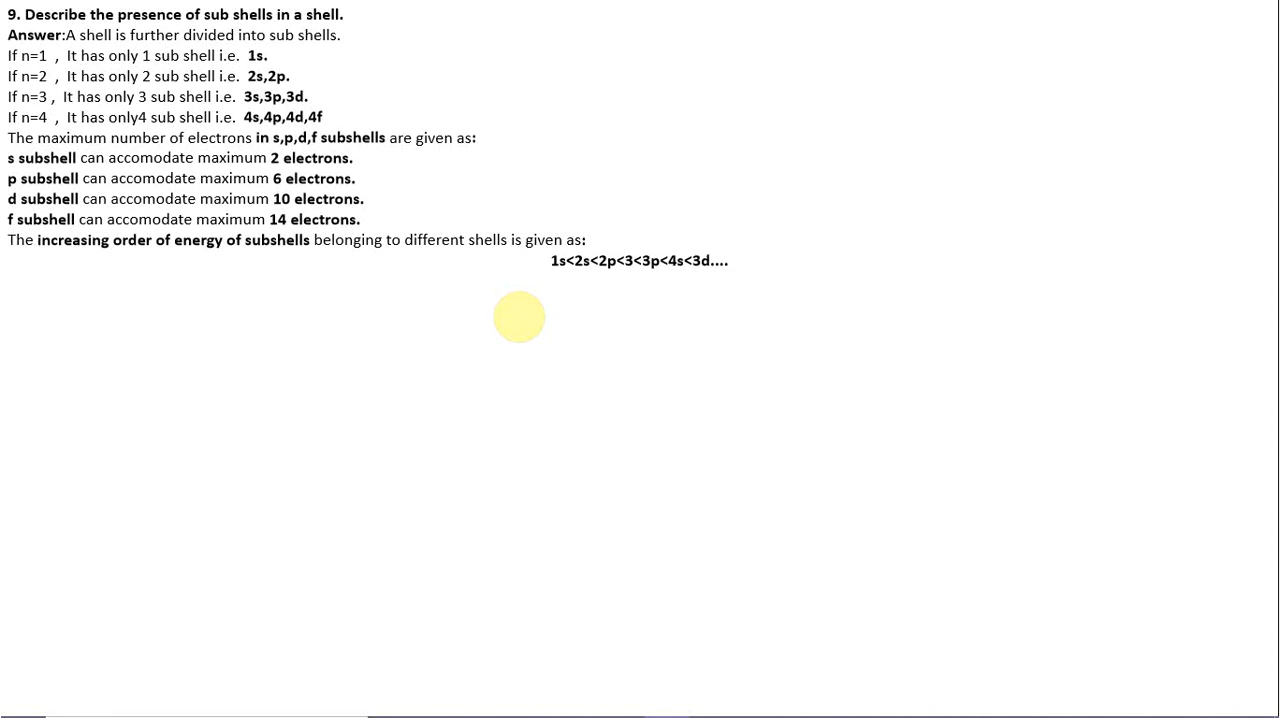 9. Describe the presence of sub shells in a shell.
Answer:A shell is further divided into sub shells.
If n=1 , It has only 1 sub shell i.e. 1s.
If n=2 , It has only 2 sub shell i.e. 2s,2p.
If n=3 , It has only 3 sub shell i.e. 3s,3p,3d.
If n=4 , It has only4 sub shell i.e. 4s,4p,4d,4f
The maximum number of electrons in s,p,d,f subshells are given as:
s subshell can accomodate maximum 2 electrons.
p subshell can accomodate maximum 6 electrons.
d subshell can accomodate maximum 10 electrons.
f subshell can accomodate maximum 14 electrons.
The increasing order of energy of subshells belonging to different shells is given as:
1s<2s<2p<3<3p<4s<3d....